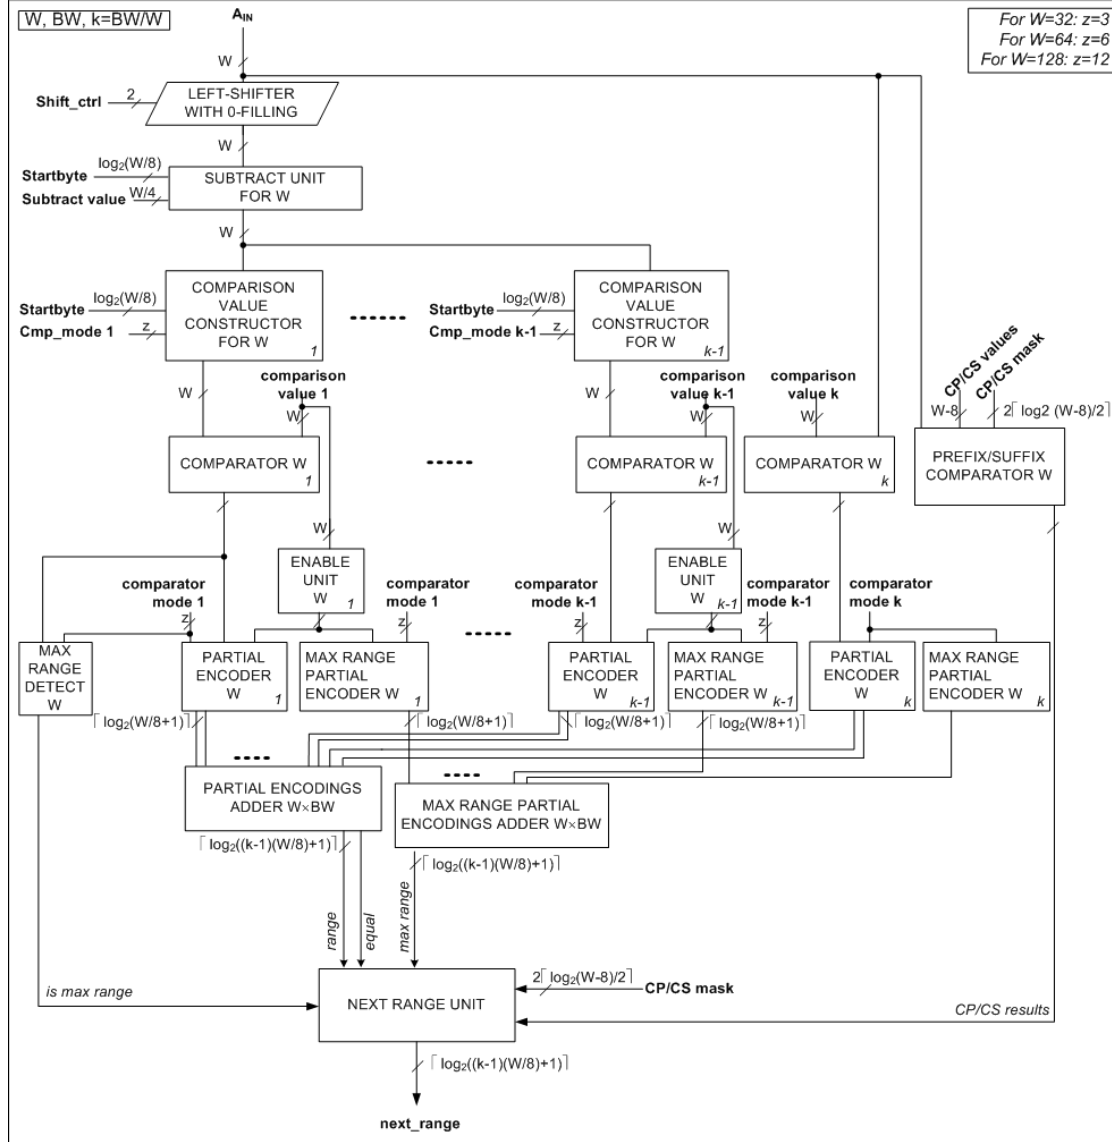 W, BW, k=BW/W
A_IN
For W=32: z=3
For W=64: z=6
For W=128: z=12
W
Shift_ctrl
2
LEFT-SHIFTER
WITH 0-FILLING
W
Startbyte
log₂(W/8)
Subtract value
W/4
SUBTRACT UNIT
FOR W
W
Startbyte
log₂(W/8)
Cmp_mode 1
z
COMPARISON
VALUE
CONSTRUCTOR
FOR W
1
Startbyte
log₂(W/8)
Cmp_mode k-1
z
COMPARISON
VALUE
CONSTRUCTOR
FOR W
k-1
W
comparison
value 1
W
W
comparison
value k-1
W
comparison
value k
W
CP/CS values
CP/CS mask
W-8
2⌈log2 (W-8)/2⌉
COMPARATOR W
1
COMPARATOR W
k-1
COMPARATOR W
k
PREFIX/SUFFIX
COMPARATOR W
W
W
ENABLE
UNIT
W
1
ENABLE
UNIT
W
k-1
comparator
mode 1
z
comparator
mode 1
z
comparator
mode k-1
z
comparator
mode k-1
z
comparator
mode k
MAX
RANGE
DETECT
W
PARTIAL
ENCODER
W
1
MAX RANGE
PARTIAL
ENCODER W
1
PARTIAL
ENCODER
W
k-1
MAX RANGE
PARTIAL
ENCODER W
k-1
PARTIAL
ENCODER
W
k
MAX RANGE
PARTIAL
ENCODER W
k
⌈log₂(W/8+1)⌉
⌈log₂(W/8+1)⌉
⌈log₂(W/8+1)⌉
⌈log₂(W/8+1)⌉
PARTIAL ENCODINGS
ADDER W×BW
MAX RANGE PARTIAL
ENCODINGS ADDER W×BW
⌈log₂((k-1)(W/8)+1)⌉
⌈log₂((k-1)(W/8)+1)⌉
range
equal
max range
is max range
NEXT RANGE UNIT
2⌈log₂(W-8)/2⌉
CP/CS mask
CP/CS results
⌈log₂((k-1)(W/8)+1)⌉
next_range